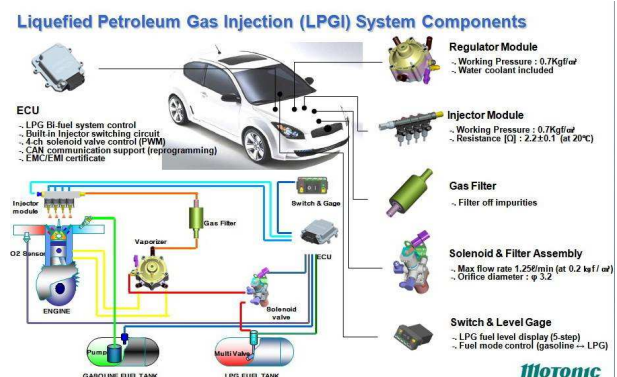 Liquefied Petroleum Gas Injection (LPGI) System Components
ECU
-. LPG Bi-fuel system control
-. Built-in Injector switching circuit
-. 4-ch solenoid valve control (PWM)
-. CAN communication support (reprogramming)
-. EMC/EMI certificate
Regulator Module
-. Working Pressure : 0.7Kgf/㎠
-. Water coolant included
Injector Module
-. Working Pressure : 0.7Kgf/㎠
-. Resistance [Ω] : 2.2±0.1 (at 20℃)
Gas Filter
-. Filter off impurities
Solenoid & Filter Assembly
-. Max flow rate 1.25ℓ/min (at 0.2 ㎏f / ㎠)
-. Orifice diameter : φ 3.2
Switch & Level Gage
-. LPG fuel level display (5-step)
-. Fuel mode control (gasoline ↔ LPG)
Injector
module
O2 Sensor
ENGINE
Vaporizer
Gas Filter
Switch & Gage
ECU
Solenoid
valve
Pump
GASOLINE FUEL TANK
Multi Valve
LPG FUEL TANK
MOTONIC